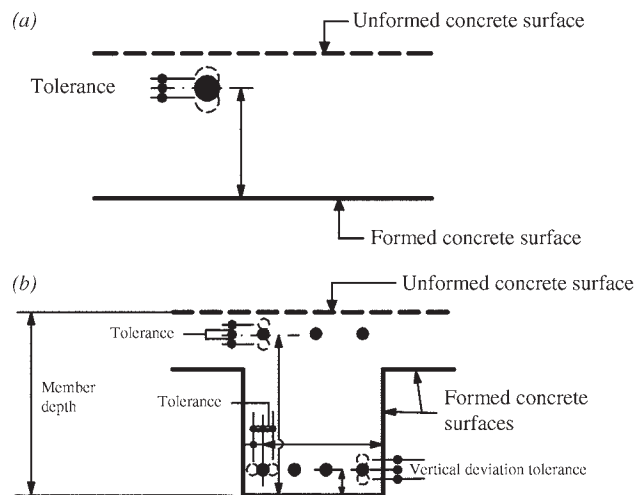 (a)
Unformed concrete surface
Tolerance
Formed concrete surface
(b)
Unformed concrete surface
Tolerance
Member
depth
Tolerance
Formed concrete
surfaces
Vertical deviation tolerance